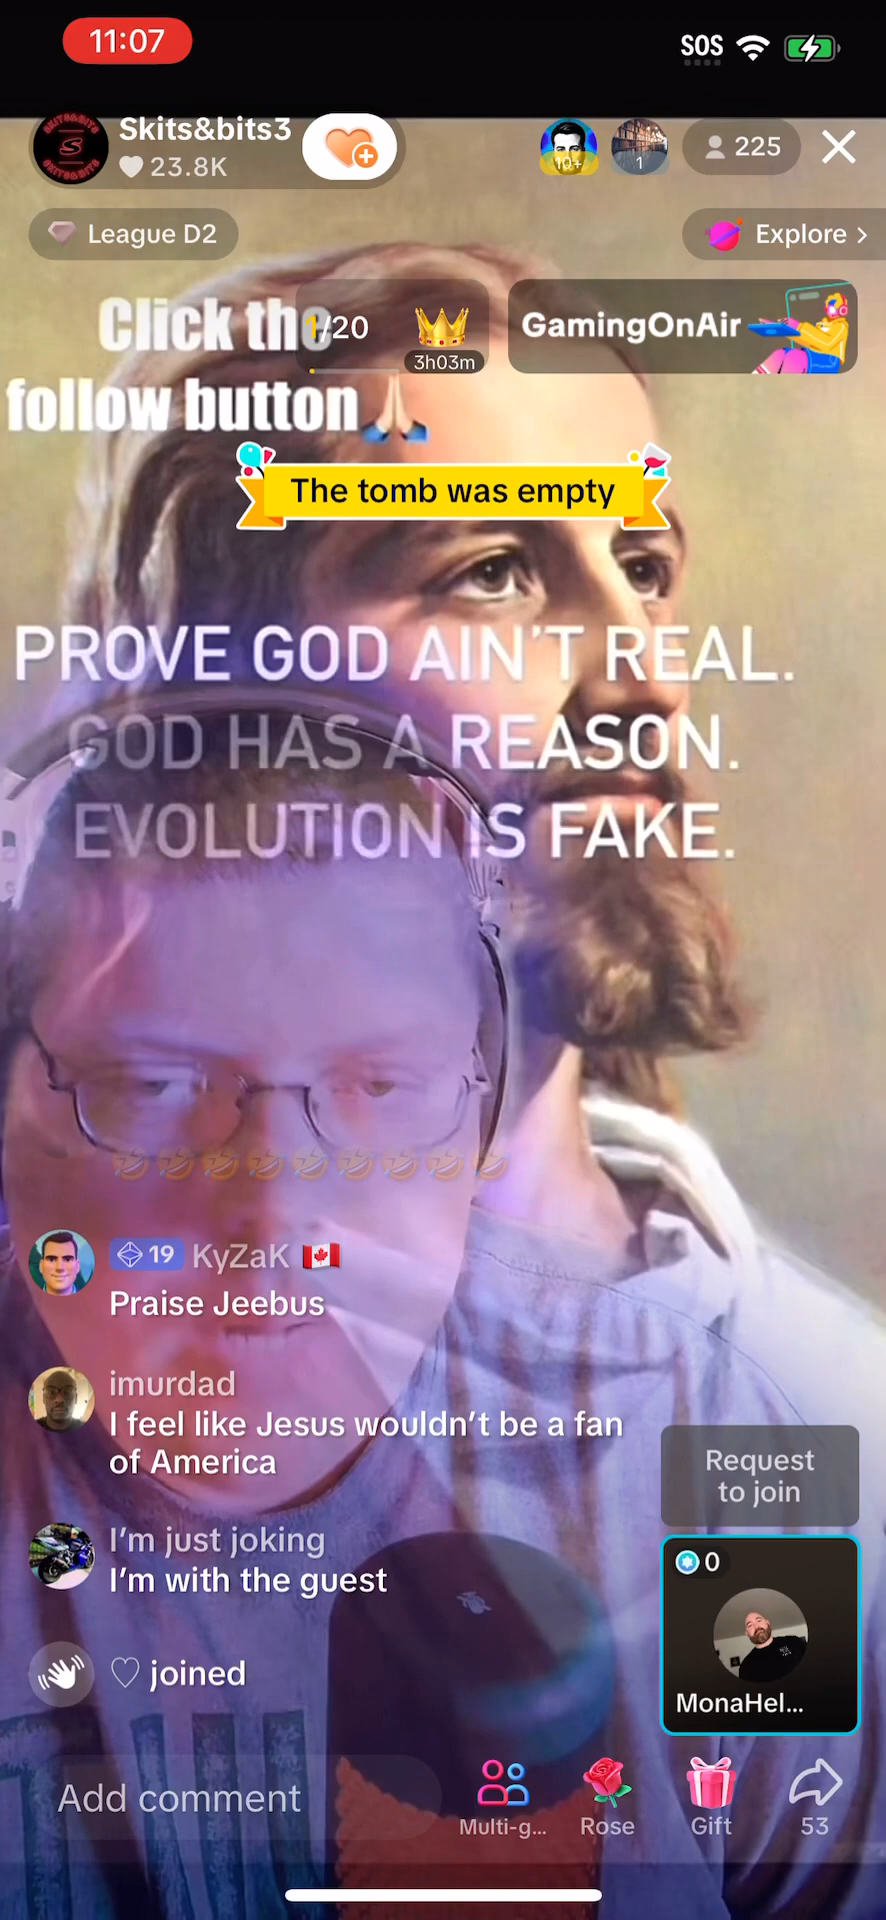 11:07
SOS
Skits&bits3
23.8K
10+
1
225
League D2
Explore >
Click the
1/20
3h03m
GamingOnAir
follow button🙏
The tomb was empty
PROVE GOD AIN'T REAL.
GOD HAS A REASON.
EVOLUTION IS FAKE.
🤣🤣🤣🤣🤣🤣🤣🤣🤣
19 KyZaK 🇨🇦
Praise Jeebus
imurdad
I feel like Jesus wouldn't be a fan
of America
Request
to join
I'm just joking
I'm with the guest
0
♡ joined
MonaHel...
Add comment
Multi-g...
Rose
Gift
53